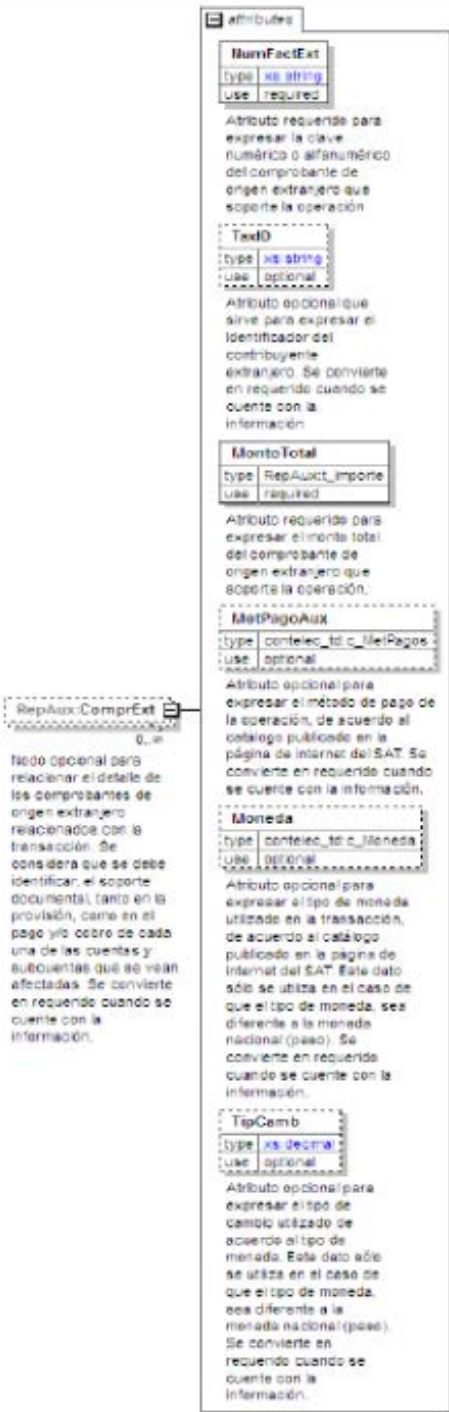 attributes
NumFactExt
type xs:string
use required
Atributo requerido para
expresar la clave
numérico o alfanumérico
del comprobante de
origen extranjero que
soporte la operación
TaxID
type xs:string
use optional
Atributo opcional que
sirve para expresar el
Identificador del
contribuyente
extranjero. Se convierte
en requerido cuando se
cuente con la
información
MontoTotal
type RepAux:t_Importe
use required
Atributo requerido para
expresar el monto total
del comprobante de
origen extranjero que
soporte la operación.
MetPagoAux
type contelec_td:c_MetPagos
use optional
Atributo opcional para
expresar el método de pago de
la operación, de acuerdo al
catálogo publicado en la
página de internet del SAT. Se
convierte en requerido cuando
se cuente con la información.
RepAux:ComprExt
0..∞
Nodo opcional para
relacionar el detalle de
los comprobantes de
origen extranjero
relacionados con la
transacción. Se
considera que se debe
identificar, el soporte
documental, tanto en la
provisión, como en el
pago y/o cobro de cada
una de las cuentas y
subcuentas que se vean
afectadas. Se convierte
en requerido cuando se
cuente con la
información.
Moneda
type contelec_td:c_Moneda
use optional
Atributo opcional para
expresar el tipo de moneda
utilizado en la transacción,
de acuerdo al catálogo
publicado en la página de
internet del SAT. Este dato
sólo se utiliza en el caso de
que el tipo de moneda, sea
diferente a la moneda
nacional (peso). Se
convierte en requerido
cuando se cuente con la
información.
TipCamb
type xs:decimal
use optional
Atributo opcional para
expresar el tipo de
cambio utilizado de
acuerdo al tipo de
moneda. Este dato sólo
se utiliza en el caso de
que el tipo de moneda,
sea diferente a la
moneda nacional (peso).
Se convierte en
requerido cuando se
cuente con la
información.